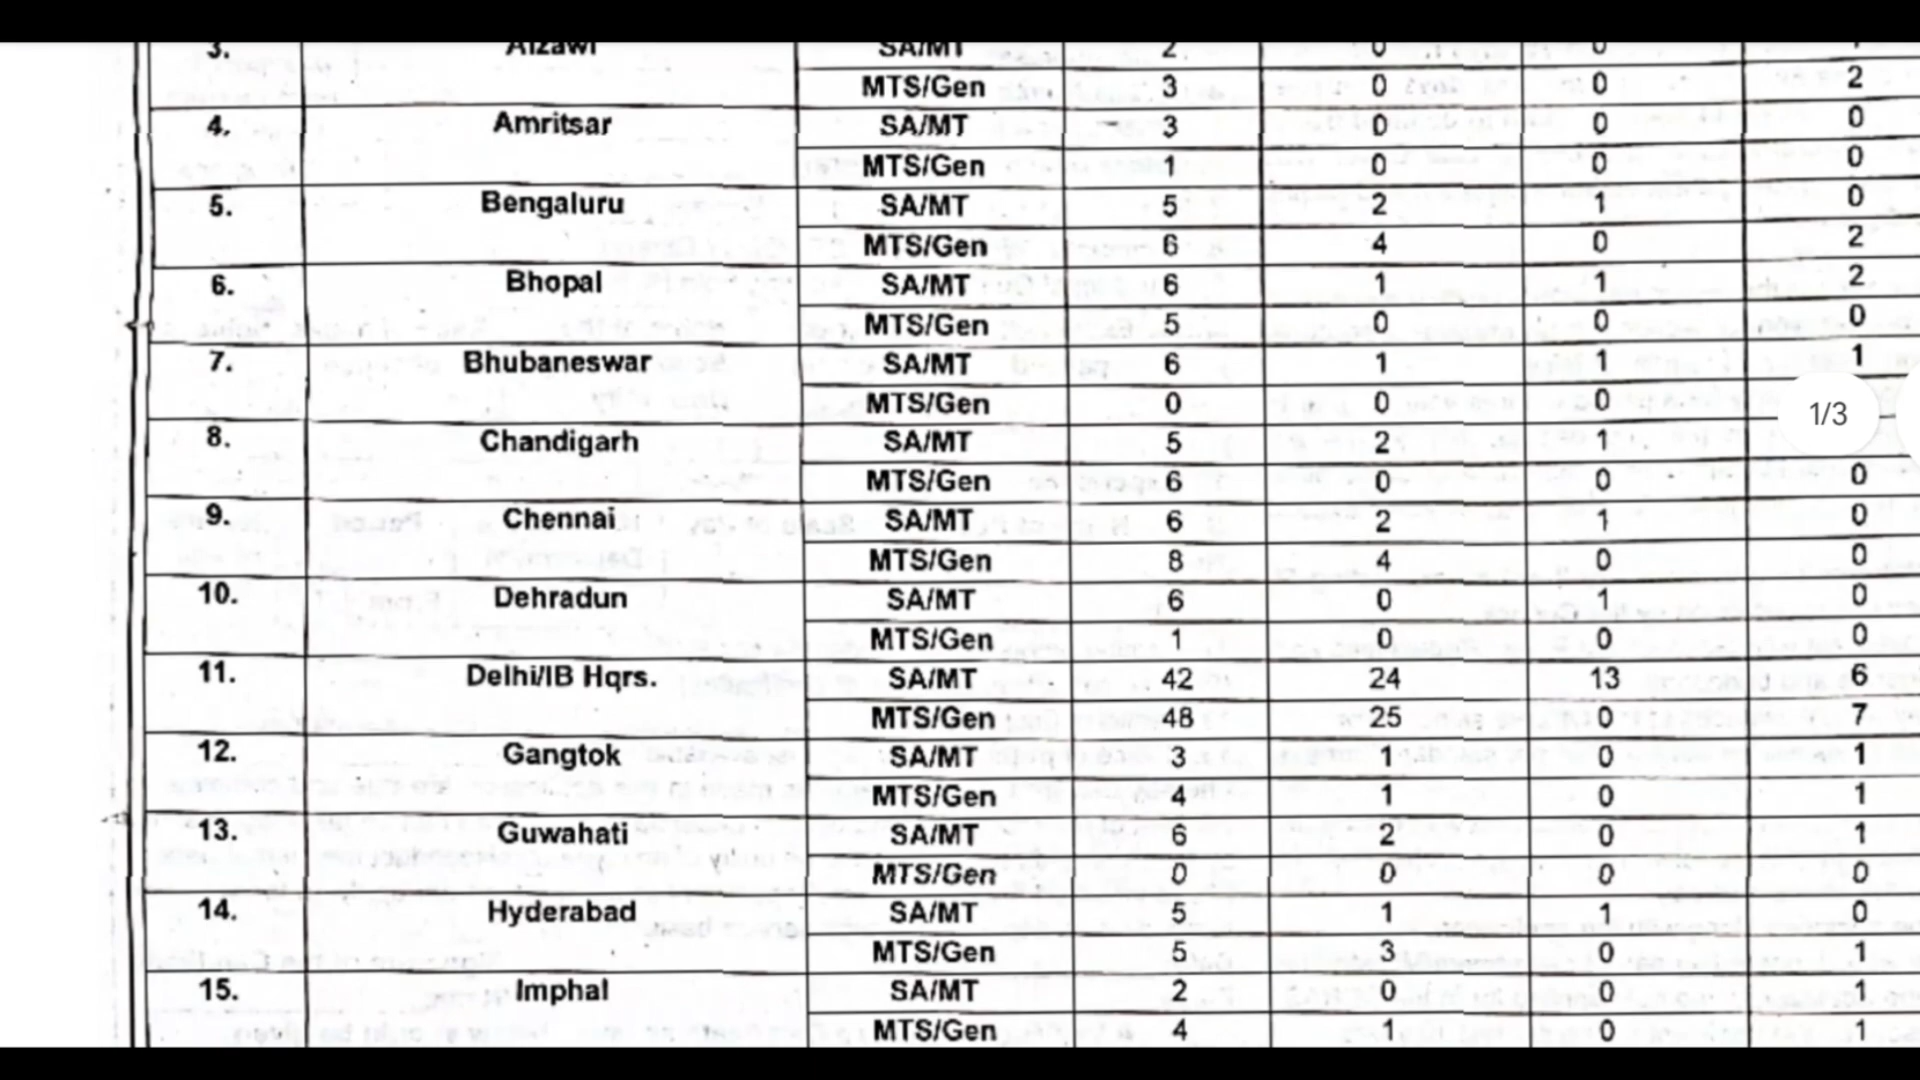 3. Aizawl SA/MT 2 0 0
MTS/Gen 3 0 0 2
4. Amritsar SA/MT 3 0 0 0
MTS/Gen 1 0 0 0
5. Bengaluru SA/MT 5 2 1 0
MTS/Gen 6 4 0 2
6. Bhopal SA/MT 6 1 1 2
MTS/Gen 5 0 0 0
7. Bhubaneswar SA/MT 6 1 1 1
MTS/Gen 0 0 0
1/3
8. Chandigarh SA/MT 5 2 1
MTS/Gen 6 0 0 0
9. Chennai SA/MT 6 2 1 0
MTS/Gen 8 4 0 0
10. Dehradun SA/MT 6 0 1 0
MTS/Gen 1 0 0 0
11. Delhi/IB Hqrs. SA/MT 42 24 13 6
MTS/Gen 48 25 0 7
12. Gangtok SA/MT 3 1 0 1
MTS/Gen 4 1 0 1
13. Guwahati SA/MT 6 2 0 1
MTS/Gen 0 0 0 0
14. Hyderabad SA/MT 5 1 1 0
MTS/Gen 5 3 0 1
15. Imphal SA/MT 2 0 0 1
MTS/Gen 4 1 0 1